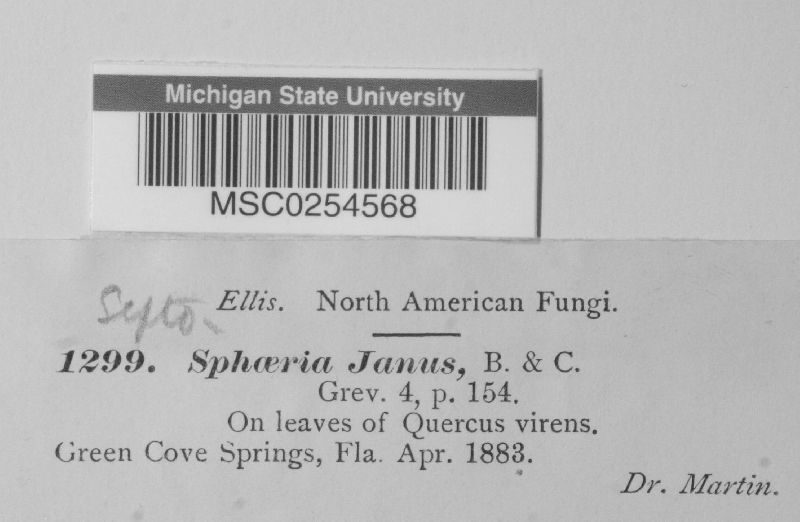 Michigan State University
MSC0254568
Septo-
Ellis. North American Fungi.
1299. Sphæria Janus, B. & C.
Grev. 4, p. 154.
On leaves of Quercus virens.
Green Cove Springs, Fla. Apr. 1883.
Dr. Martin.